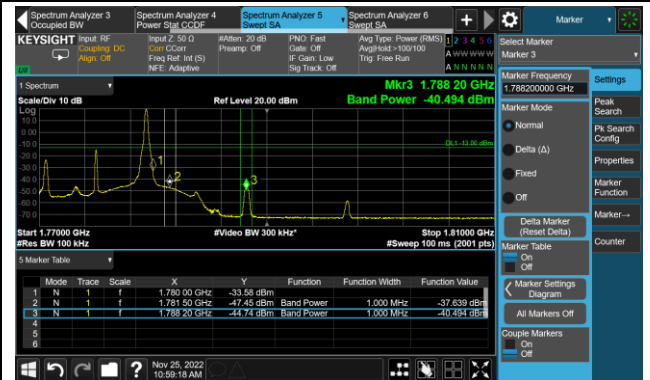 Spectrum Analyzer 3
Occupied BW
Spectrum Analyzer 4
Power Stat CCDF
Spectrum Analyzer 5
Swept SA
Spectrum Analyzer 6
Swept SA
Marker
KEYSIGHT
Input: RF
Coupling: DC
Align: Off
Input Z: 50 Ω
Corr CCorr
Freq Ref: Int (S)
NFE: Adaptive
#Atten: 20 dB
Preamp: Off
PNO: Fast
Gate: Off
IF Gain: Low
Sig Track: Off
Avg Type: Power (RMS)
Avg|Hold:>100/100
Trig: Free Run
1 2 3 4 5 6
A W W W W W
A N N N N N
Select Marker
Marker 3
1 Spectrum
Mkr3 1.788 20 GHz
Scale/Div 10 dB
Ref Level 20.00 dBm
Band Power -40.494 dBm
Log
10.0
0.00
-10.0
-20.0
-30.0
-40.0
-50.0
-60.0
-70.0
DL1 -13.00 dBm
1
2
3
Start 1.77000 GHz
#Video BW 300 kHz*
Stop 1.81000 GHz
#Res BW 100 kHz
#Sweep 100 ms (2001 pts)
5 Marker Table
Mode Trace Scale X Y Function Function Width Function Value
1 N 1 f 1.780 00 GHz -33.58 dBm
2 N 1 f 1.781 50 GHz -47.45 dBm Band Power 1.000 MHz -37.639 dBm
3 N 1 f 1.788 20 GHz -44.74 dBm Band Power 1.000 MHz -40.494 dBm
4
5
6
Marker Frequency
1.788200000 GHz
Marker Mode
Normal
Delta (Δ)
Fixed
Off
Delta Marker
(Reset Delta)
Marker Table
On
Off
Marker Settings
Diagram
All Markers Off
Couple Markers
On
Off
Settings
Peak
Search
Pk Search
Config
Properties
Marker
Function
Marker→
Counter
Nov 25, 2022
10:59:18 AM